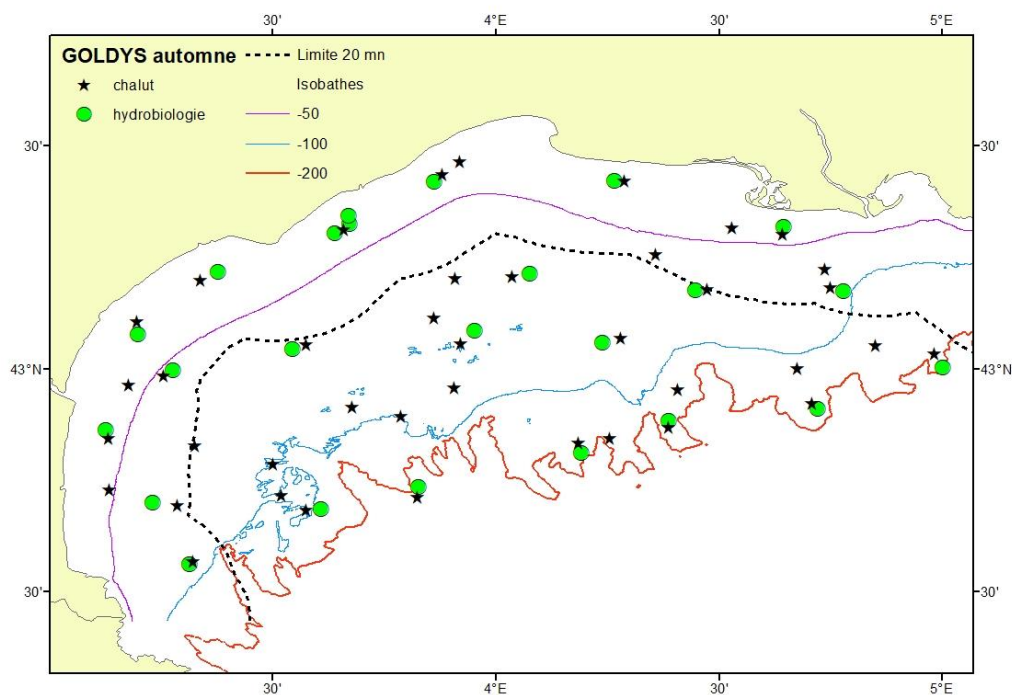 30'
4°E
30'
5°E
GOLDYS automne
Limite 20 mn
chalut
Isobathes
hydrobiologie
-50
-100
-200
30'
30'
43°
43°N
30'
30'
30'
4°E
30'
5°E